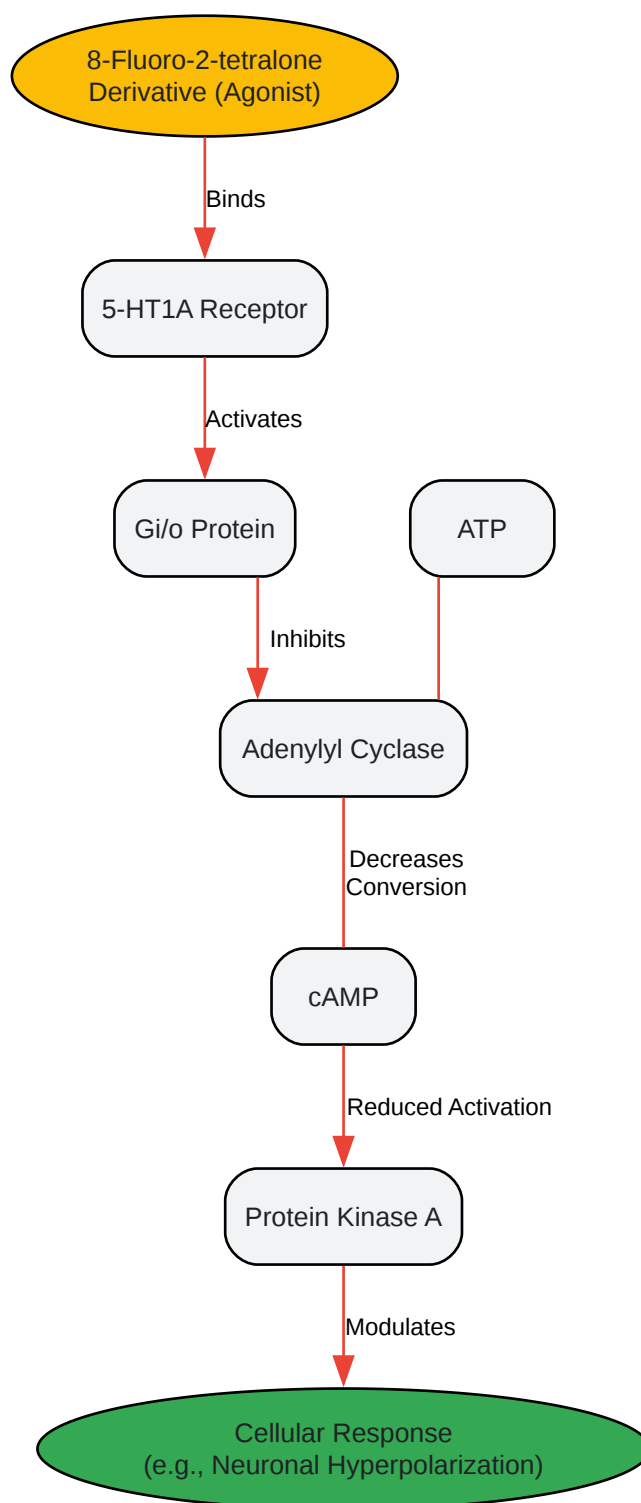 8-Fluoro-2-tetralone
Derivative (Agonist)
Binds
5-HT1A Receptor
Activates
Gi/o Protein
ATP
Inhibits
Adenylyl Cyclase
Decreases
Conversion
cAMP
Reduced Activation
Protein Kinase A
Modulates
Cellular Response
(e.g., Neuronal Hyperpolarization)